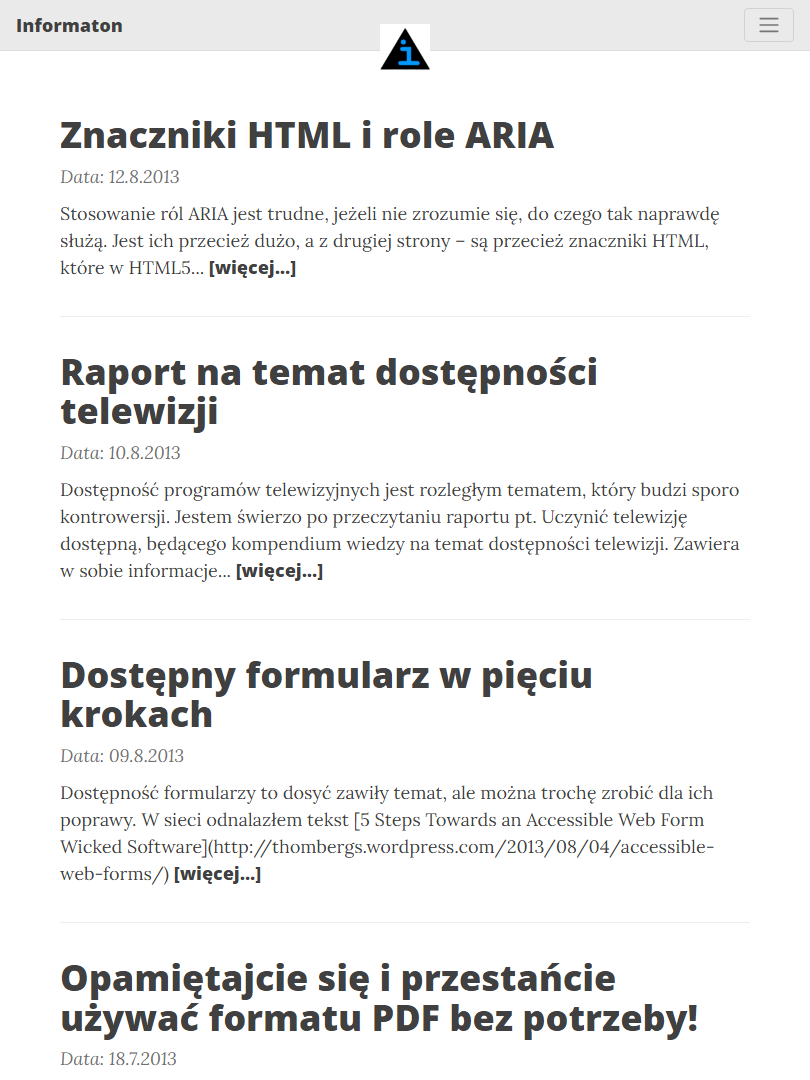 Informaton
i
Znaczniki HTML i role ARIA
Data: 12.8.2013
Stosowanie ról ARIA jest trudne, jeżeli nie zrozumie się, do czego tak naprawdę
służą. Jest ich przecież dużo, a z drugiej strony – są przecież znaczniki HTML,
które w HTML5... [więcej...]
Raport na temat dostępności
telewizji
Data: 10.8.2013
Dostępność programów telewizyjnych jest rozległym tematem, który budzi sporo
kontrowersji. Jestem świerzo po przeczytaniu raportu pt. Uczynić telewizję
dostępną, będącego kompendium wiedzy na temat dostępności telewizji. Zawiera
w sobie informacje... [więcej...]
Dostępny formularz w pięciu
krokach
Data: 09.8.2013
Dostępność formularzy to dosyć zawiły temat, ale można trochę zrobić dla ich
poprawy. W sieci odnalazłem tekst [5 Steps Towards an Accessible Web Form
Wicked Software](http://thombergs.wordpress.com/2013/08/04/accessible-
web-forms/) [więcej...]
Opamiętajcie się i przestańcie
używać formatu PDF bez potrzeby!
Data: 18.7.2013